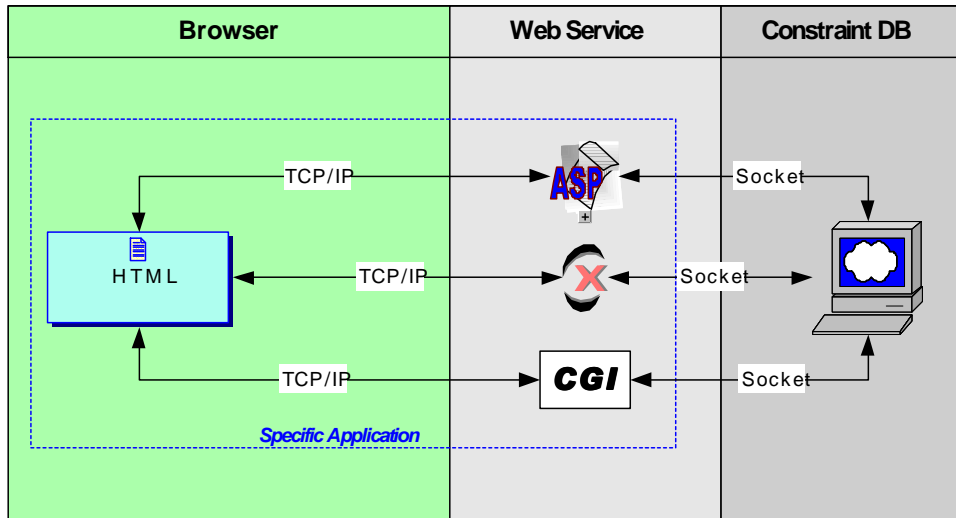 Browser
Web Service
Constraint DB
TCP/IP
ASP
Socket
HTML
TCP/IP
X
Socket
TCP/IP
CGI
Socket
Specific Application